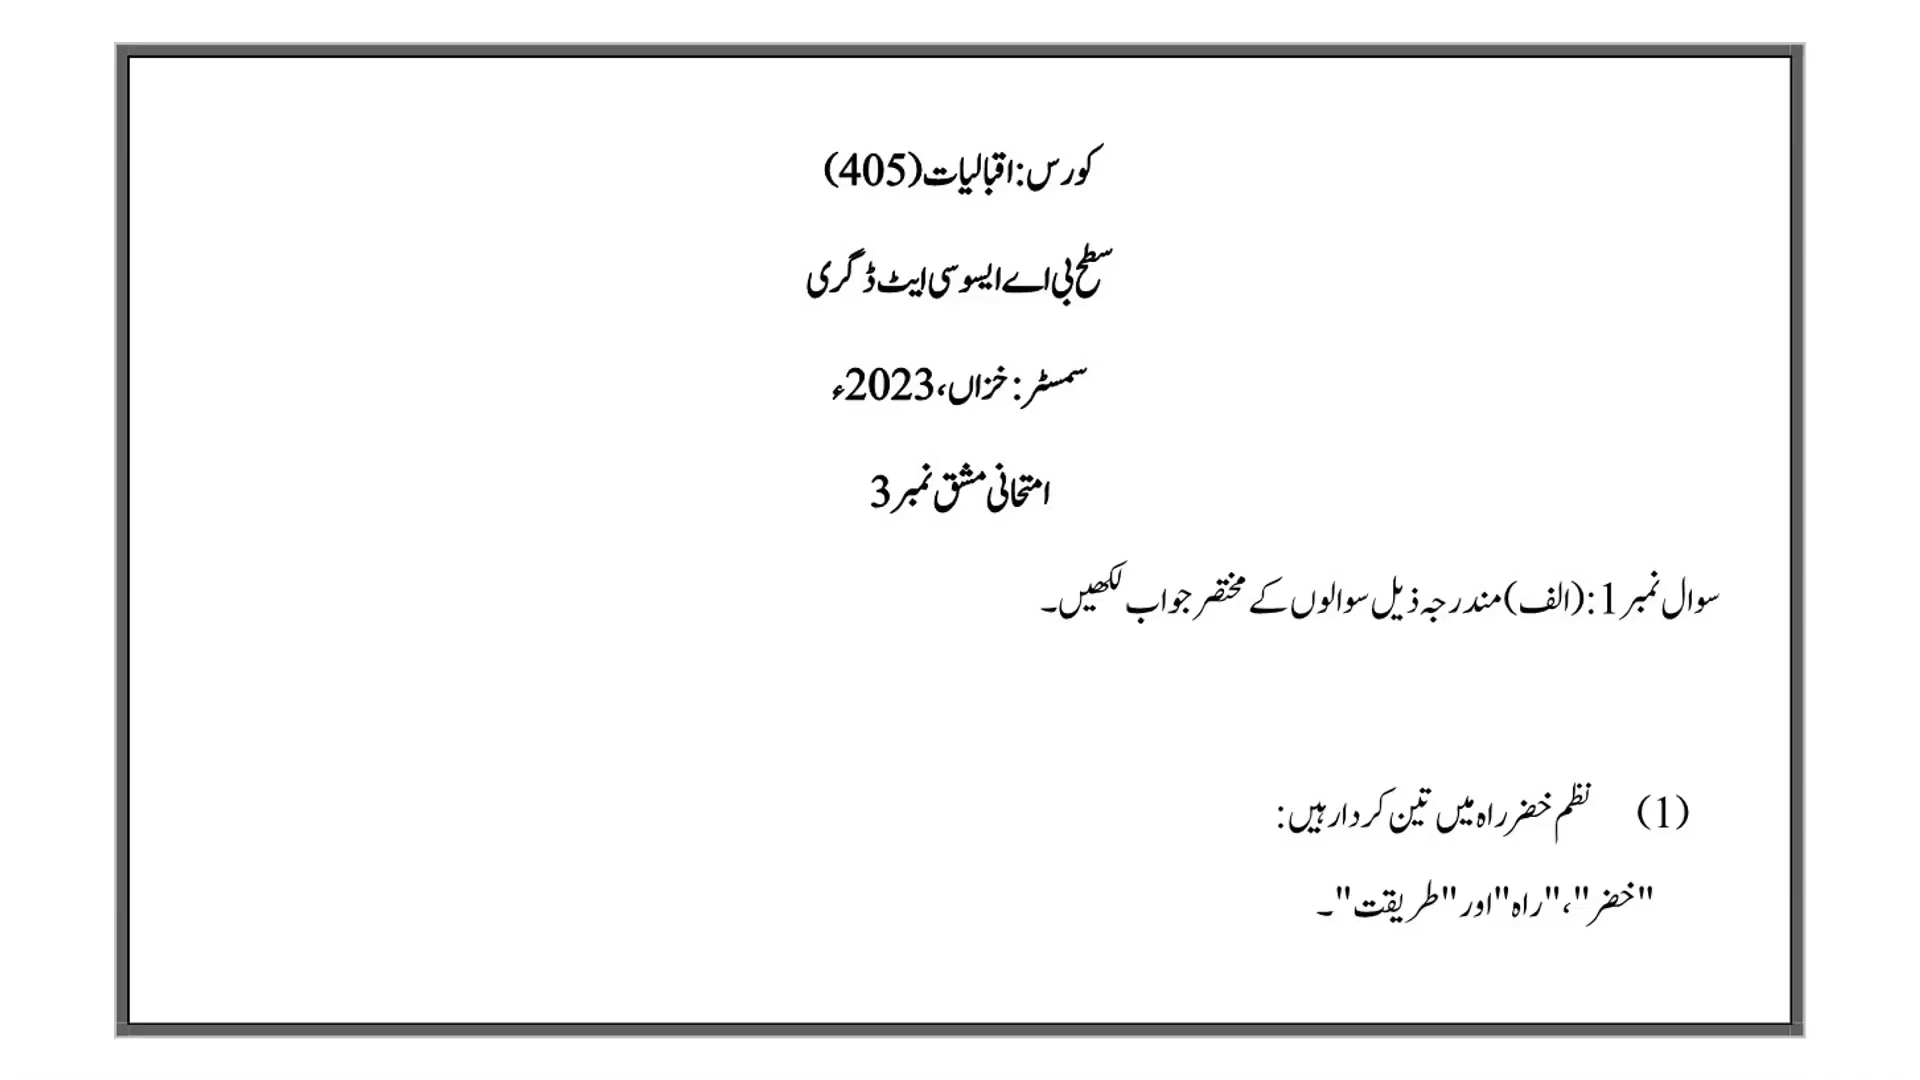 کورس:اقبالیات(405)
سطح بی اے ایسوسی ایٹ ڈگری
سمسٹر: خزاں،2023ء
امتحانی مشق نمبر 3
سوال نمبر 1:(الف) مندرجہ ذیل سوالوں کے مختصر جواب لکھیں۔
(1) نظم خضر راہ میں تین کردار ہیں:
"خضر"،"راہ"اور"طریقت"۔